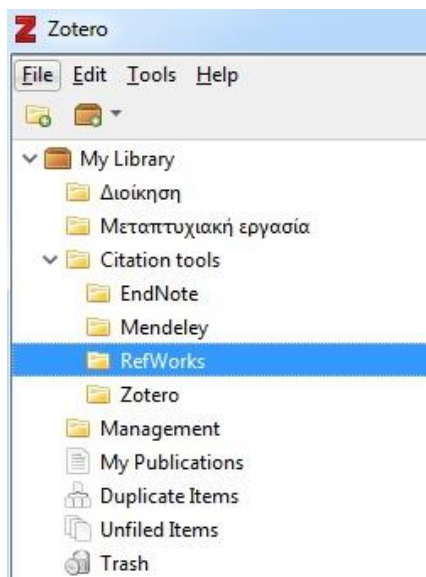 Zotero
File Edit Tools Help
My Library
Διοίκηση
Μεταπτυχιακή εργασία
Citation tools
EndNote
Mendeley
RefWorks
Zotero
Management
My Publications
Duplicate Items
Unfiled Items
Trash